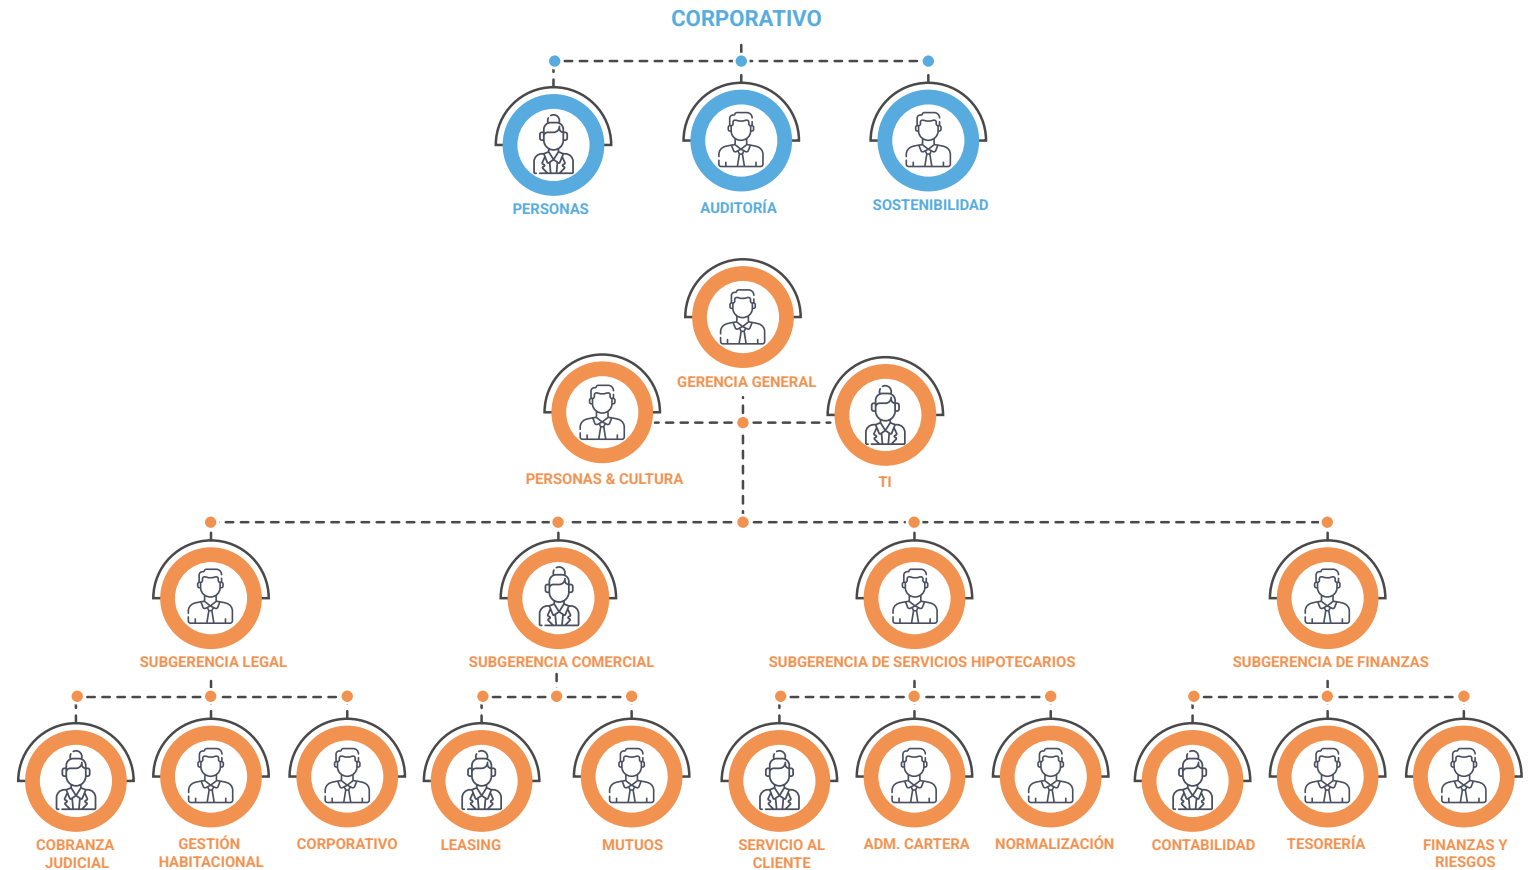 CORPORATIVO
PERSONAS
AUDITORÍA
SOSTENIBILIDAD
GERENCIA GENERAL
PERSONAS & CULTURA
TI
SUBGERENCIA LEGAL
SUBGERENCIA COMERCIAL
SUBGERENCIA DE SERVICIOS HIPOTECARIOS
SUBGERENCIA DE FINANZAS
COBRANZA
JUDICIAL
GESTIÓN
HABITACIONAL
CORPORATIVO
LEASING
MUTUOS
SERVICIO AL
CLIENTE
ADM. CARTERA
NORMALIZACIÓN
CONTABILIDAD
TESORERÍA
FINANZAS Y
RIESGOS